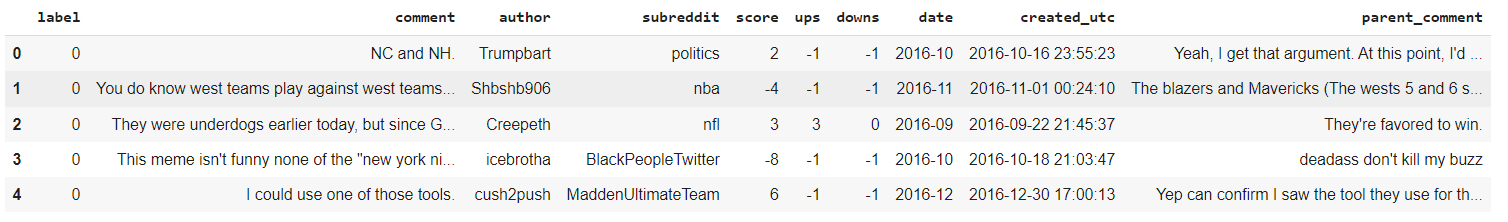 label comment author subreddit score ups downs date created_utc parent_comment
0 0 NC and NH. Trumpbart politics 2 -1 -1 2016-10 2016-10-16 23:55:23 Yeah, I get that argument. At this point, I'd ...
1 0 You do know west teams play against west teams... Shbshb906 nba -4 -1 -1 2016-11 2016-11-01 00:24:10 The blazers and Mavericks (The wests 5 and 6 s...
2 0 They were underdogs earlier today, but since G... Creepeth nfl 3 3 0 2016-09 2016-09-22 21:45:37 They're favored to win.
3 0 This meme isn't funny none of the "new york ni... icebrotha BlackPeopleTwitter -8 -1 -1 2016-10 2016-10-18 21:03:47 deadass don't kill my buzz
4 0 I could use one of those tools. cush2push MaddenUltimateTeam 6 -1 -1 2016-12 2016-12-30 17:00:13 Yep can confirm I saw the tool they use for th...